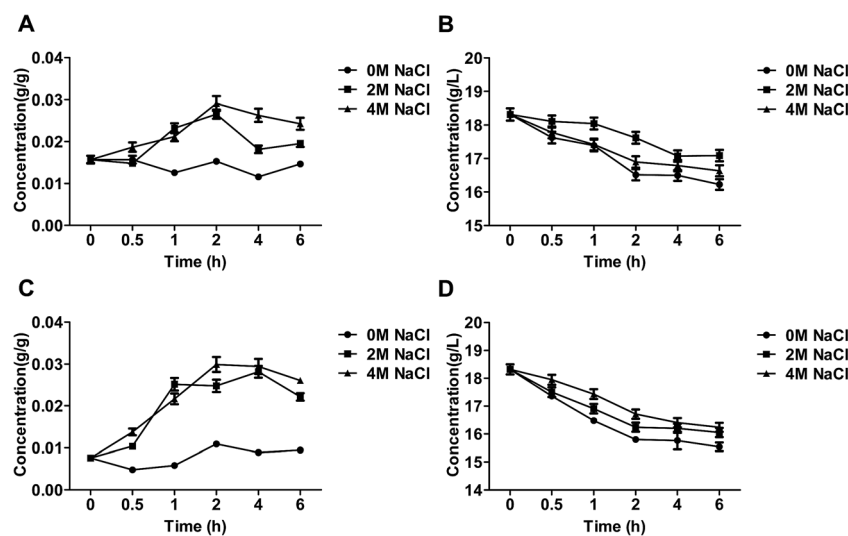 A
B
Concentration(g/g)
0.04
0.03
0.02
0.01
0.00
0 0.5 1 2 4 6
Time (h)
0M NaCl
2M NaCl
4M NaCl
Concentration(g/L)
20
19
18
17
16
15
0 0.5 1 2 4 6
Time (h)
0M NaCl
2M NaCl
4M NaCl
C
D
Concentration(g/g)
0.04
0.03
0.02
0.01
0.00
0 0.5 1 2 4 6
Time (h)
0M NaCl
2M NaCl
4M NaCl
Concentration(g/L)
20
19
18
17
16
15
14
0 0.5 1 2 4 6
Time (h)
0M NaCl
2M NaCl
4M NaCl